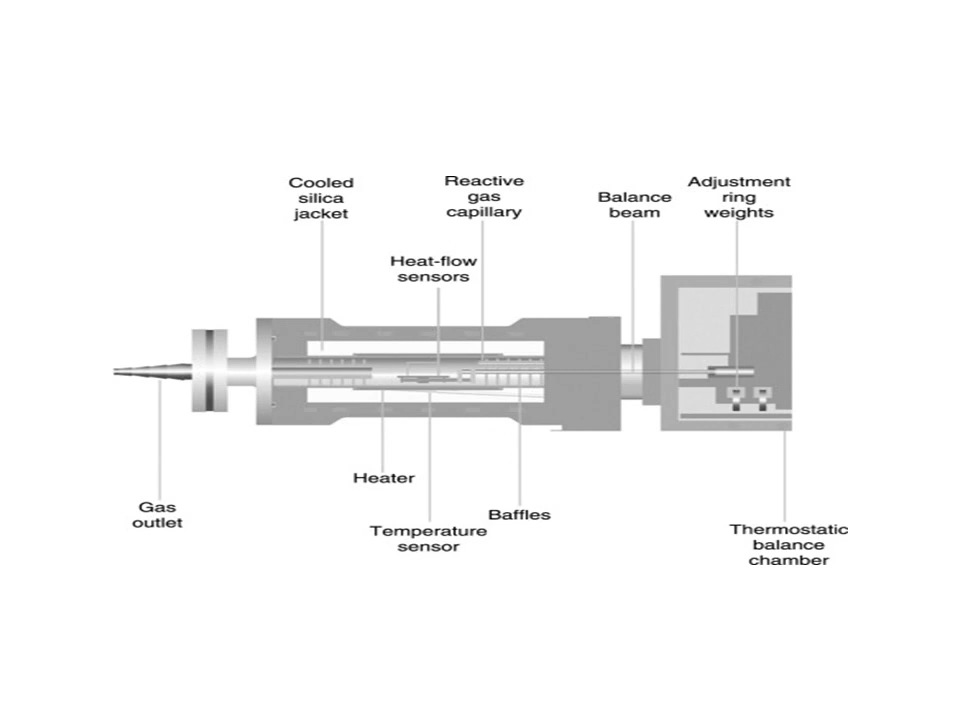 Cooled
silica
jacket
Reactive
gas
capillary
Balance
beam
Adjustment
ring
weights
Heat-flow
sensors
Heater
Gas
outlet
Temperature
sensor
Baffles
Thermostatic
balance
chamber